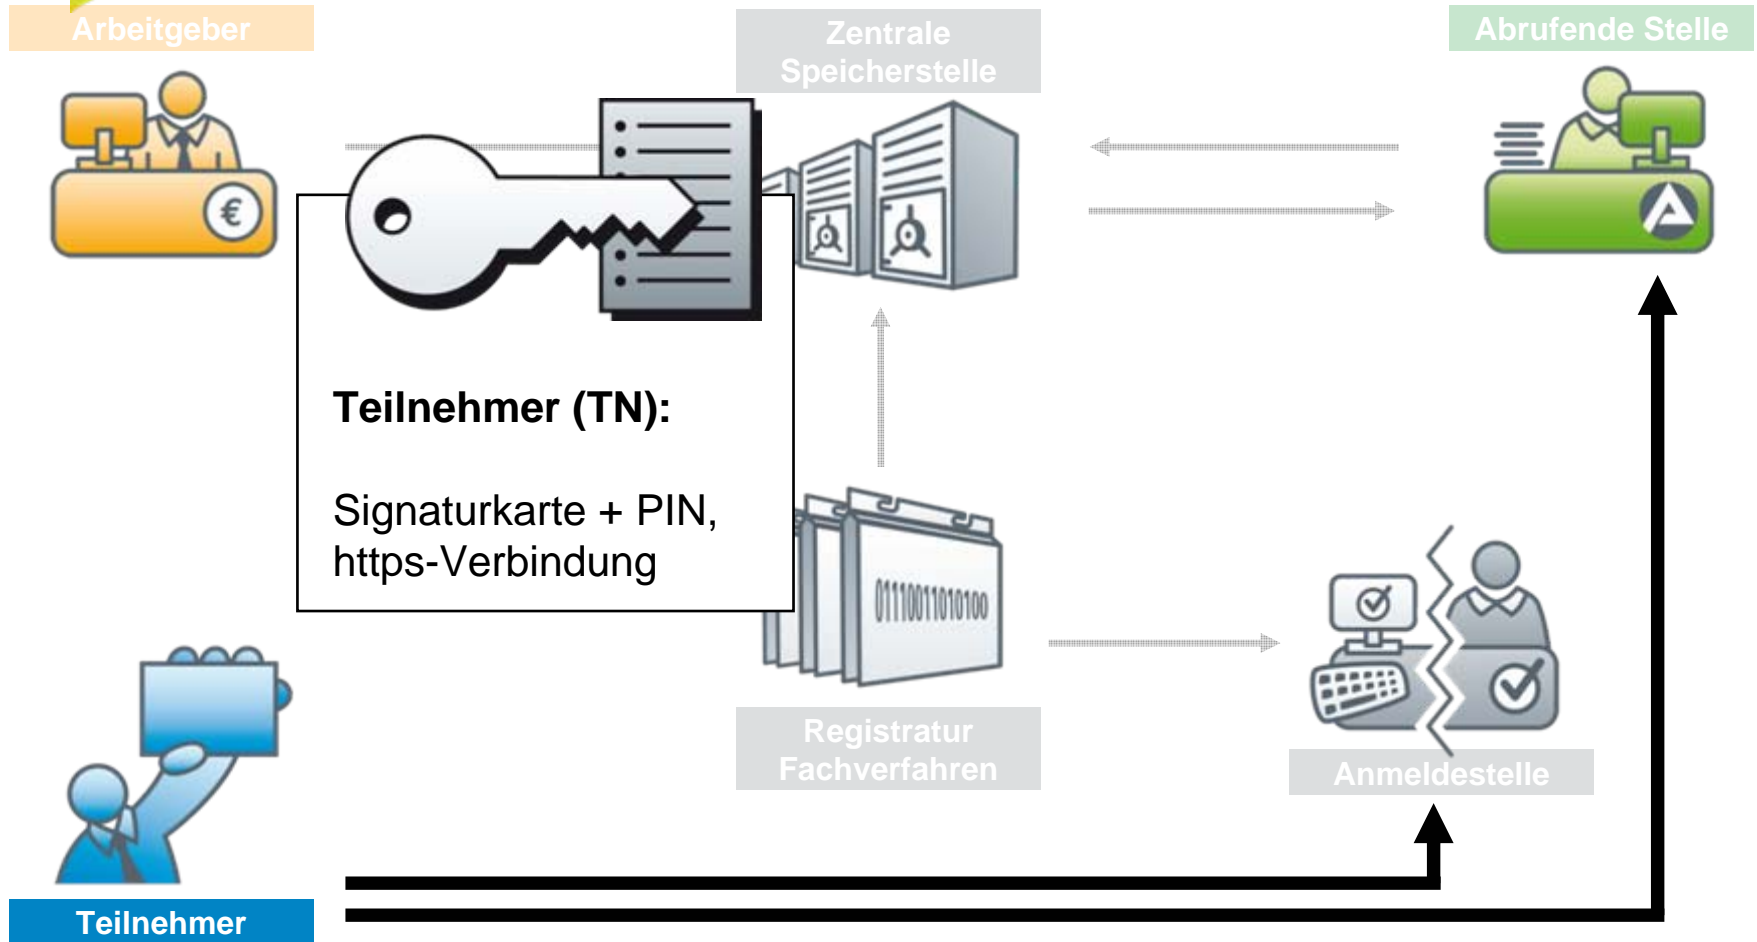 Arbeitgeber
Zentrale
Speicherstelle
Abrufende Stelle
€
Teilnehmer (TN):
Signaturkarte + PIN,
https-Verbindung
01110011010100
Registratur
Fachverfahren
Anmeldestelle
Teilnehmer